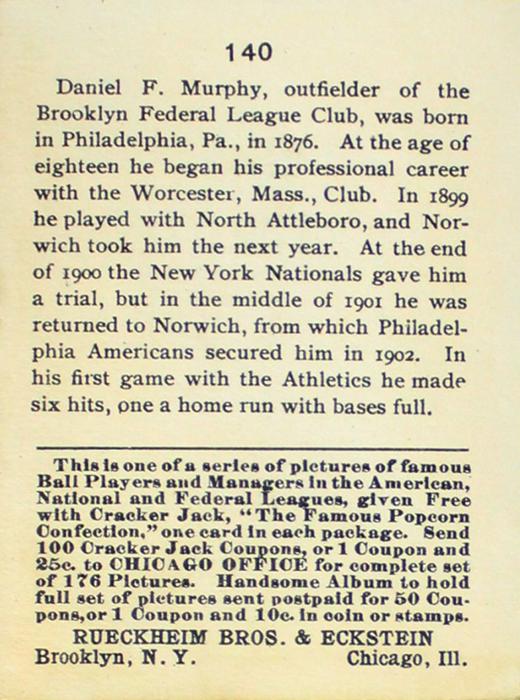 140
Daniel F. Murphy, outfielder of the
Brooklyn Federal League Club, was born
in Philadelphia, Pa., in 1876. At the age of
eighteen he began his professional career
with the Worcester, Mass., Club. In 1899
he played with North Attleboro, and Nor-
wich took him the next year. At the end
of 1900 the New York Nationals gave him
a trial, but in the middle of 1901 he was
returned to Norwich, from which Philadel-
phia Americans secured him in 1902. In
his first game with the Athletics he made
six hits, one a home run with bases full.
This is one of a series of pictures of famous
Ball Players and Managers in the American,
National and Federal Leagues, given Free
with Cracker Jack, "The Famous Popcorn
Confection," one card in each package. Send
100 Cracker Jack Coupons, or 1 Coupon and
25c. to CHICAGO OFFICE for complete set
of 176 Pictures. Handsome Album to hold
full set of pictures sent postpaid for 50 Cou-
pons, or 1 Coupon and 10c. in coin or stamps.
RUECKHEIM BROS. & ECKSTEIN
Brooklyn, N. Y. Chicago, Ill.